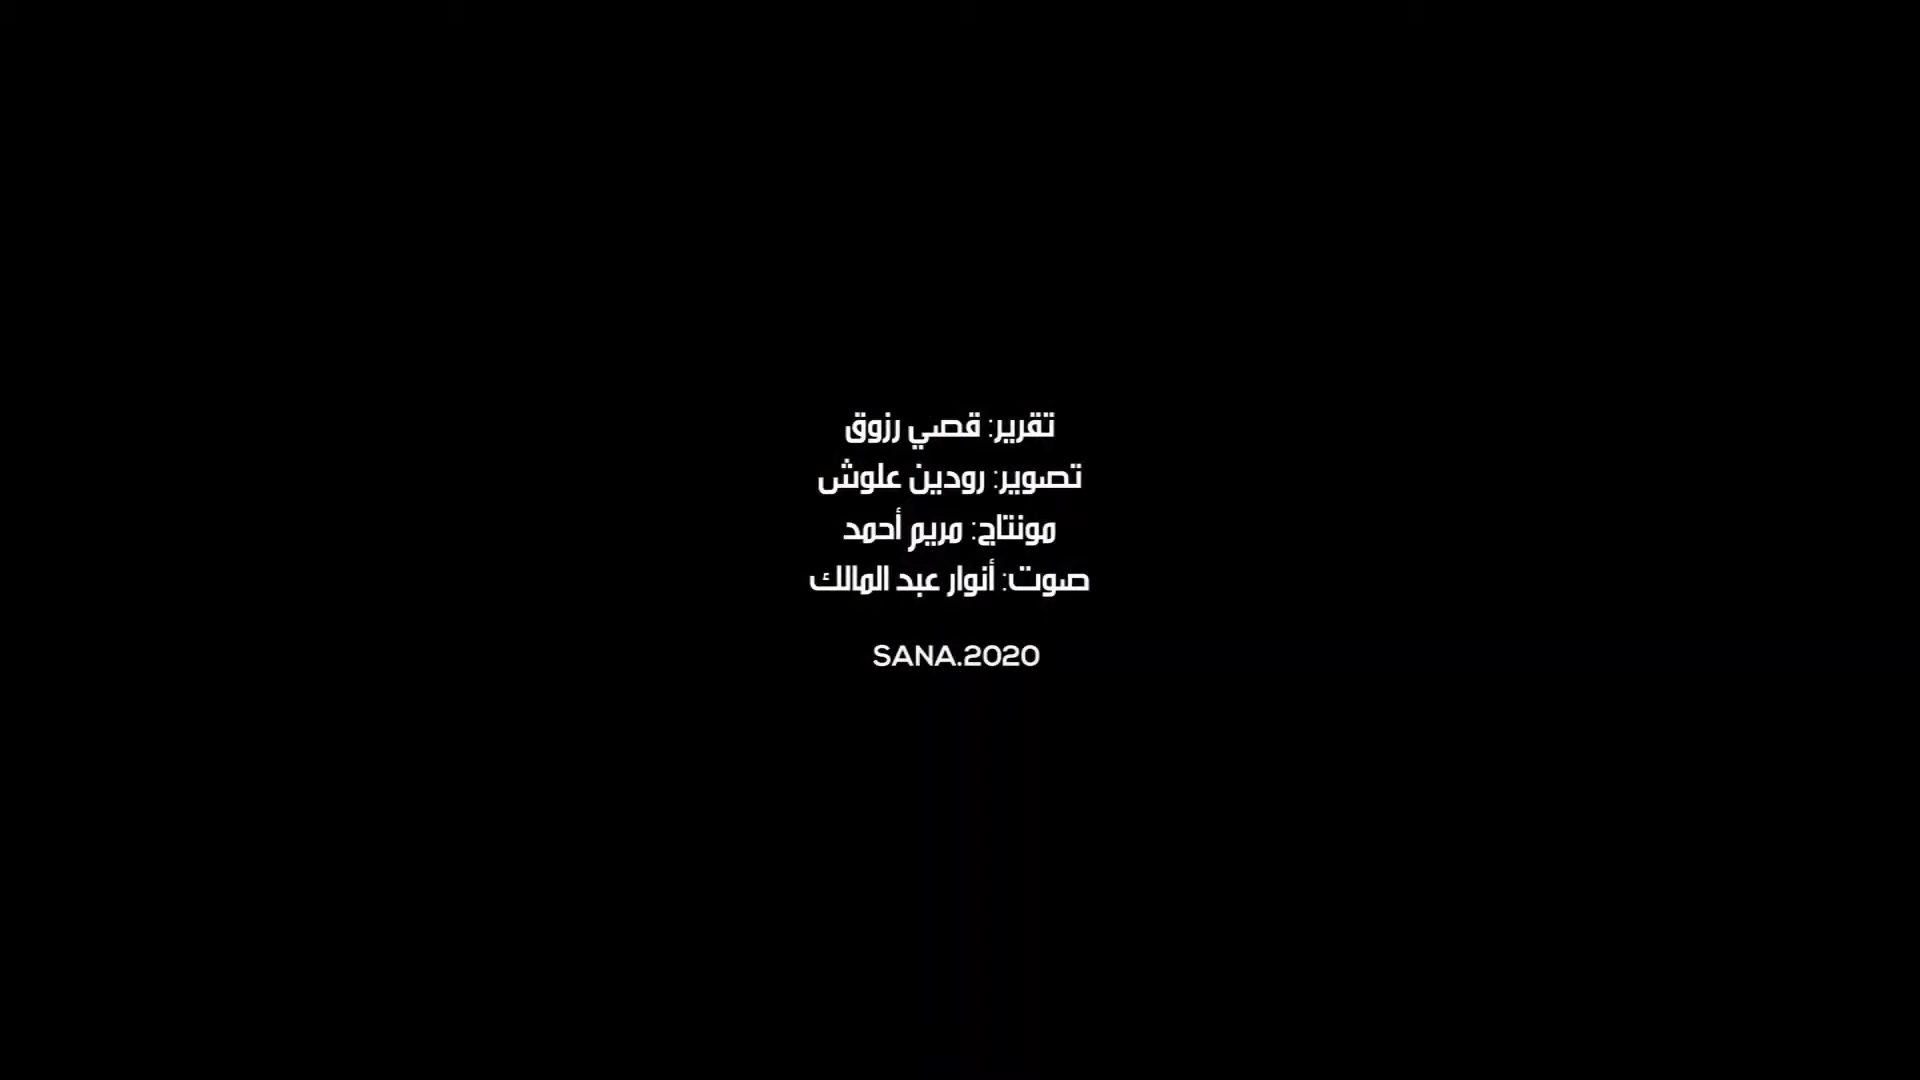 تقرير: قصي رزوق
تصوير: رودين علوش
مونتاج: مريم أحمد
صوت: أنوار عبد المالك
SANA.2020